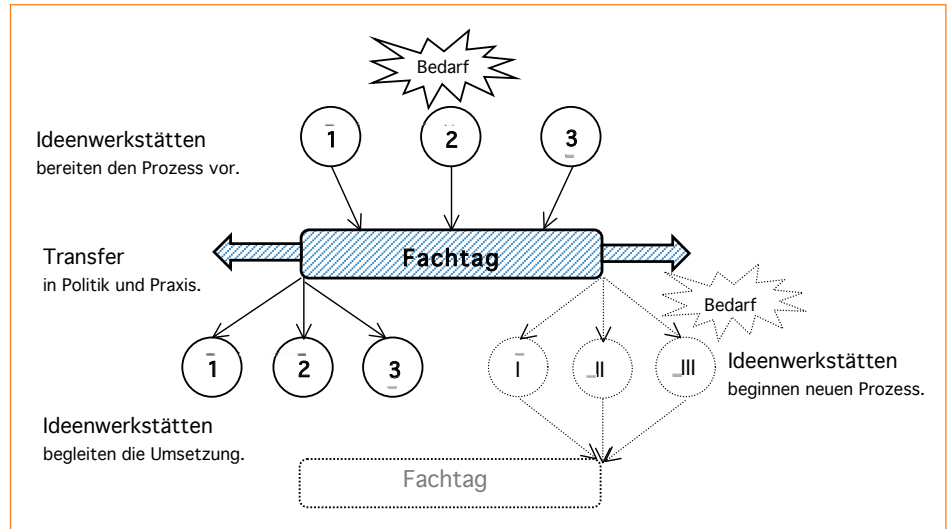 Bedarf
Ideenwerkstätten
bereiten den Prozess vor.
1
2
3
Transfer
in Politik und Praxis.
Fachtag
Bedarf
1
2
3
I
II
III
Ideenwerkstätten
beginnen neuen Prozess.
Ideenwerkstätten
begleiten die Umsetzung.
Fachtag